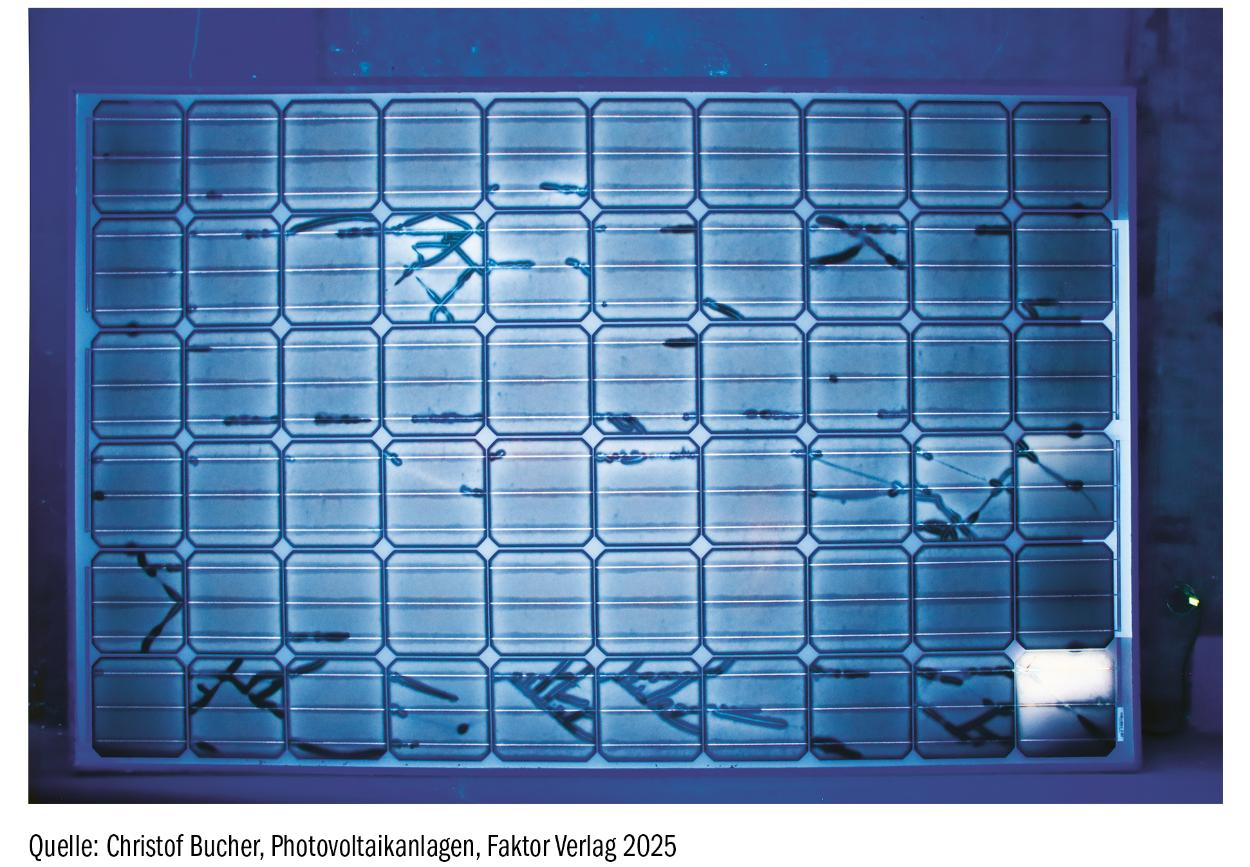 Quelle: Christof Bucher, Photovoltaikanlagen, Faktor Verlag 2025